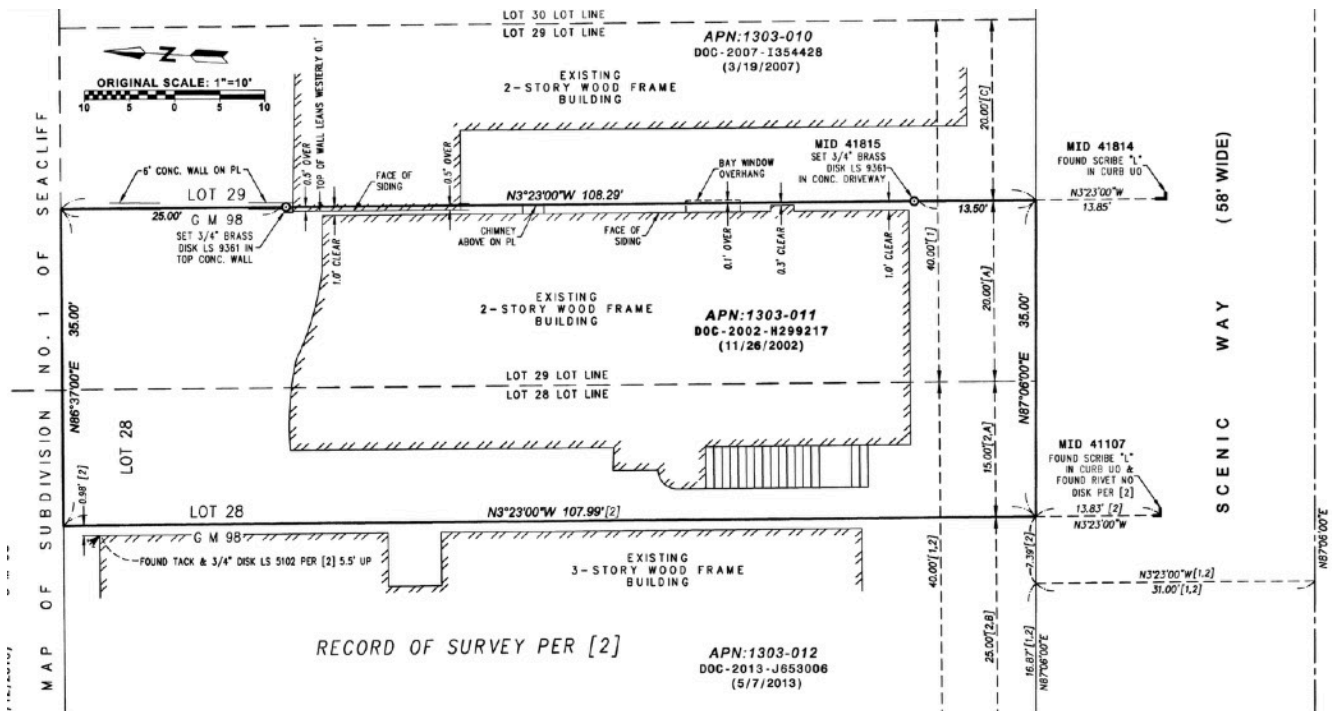 LOT 30 LOT LINE
LOT 29 LOT LINE
APN:1303-010
DOC-2007-I354428
(3/19/2007)
N
ORIGINAL SCALE: 1"=10'
10 5 0 5 10
EXISTING
2-STORY WOOD FRAME
BUILDING
0.5' OVER
TOP OF WALL LEANS WESTERLY 0.1'
0.5' OVER
20.00'[C]
MID 41815
SET 3/4" BRASS
DISK LS 9361
IN CONC. DRIVEWAY
MID 41814
FOUND SCRIBE "L"
IN CURB UO
N3°23'00"W
13.85'
6" CONC. WALL ON PL
LOT 29
25.00'
G M 98
SET 3/4" BRASS
DISK LS 9361 IN
TOP CONC. WALL
FACE OF
SIDING
N3°23'00"W 108.29'
BAY WINDOW
OVERHANG
13.50'
CHIMNEY
ABOVE ON PL
FACE OF
SIDING
1.0' CLEAR
0.1' OVER
0.3' CLEAR
1.0' CLEAR
40.00'[1]
20.00'[A]
EXISTING
2-STORY WOOD FRAME
BUILDING
APN:1303-011
DOC-2002-H299217
(11/26/2002)
N86°37'00"E 35.00'
N87°06'00"E 35.00'
LOT 29 LOT LINE
LOT 28 LOT LINE
LOT 28
15.00'[2,A]
MID 41107
FOUND SCRIBE "L"
IN CURB UO &
FOUND RIVET NO
DISK PER [2]
13.83' [2]
N3°23'00"W
0.98' [2]
LOT 28
G M 98
N3°23'00"W 107.99'[2]
FOUND TACK & 3/4" DISK LS 5102 PER [2] 5.5' UP
EXISTING
3-STORY WOOD FRAME
BUILDING
40.00'[1,2]
25.00'[2,B]
7.39'[2]
N3°23'00"W[1,2]
31.00'[1,2]
16.87'[1,2]
N87°06'00"E
N87°06'00"E
RECORD OF SURVEY PER [2]
APN:1303-012
DOC-2013-J653006
(5/7/2013)
MAP OF SUBDIVISION NO. 1 OF SEACLIFF
SCENIC WAY (58' WIDE)